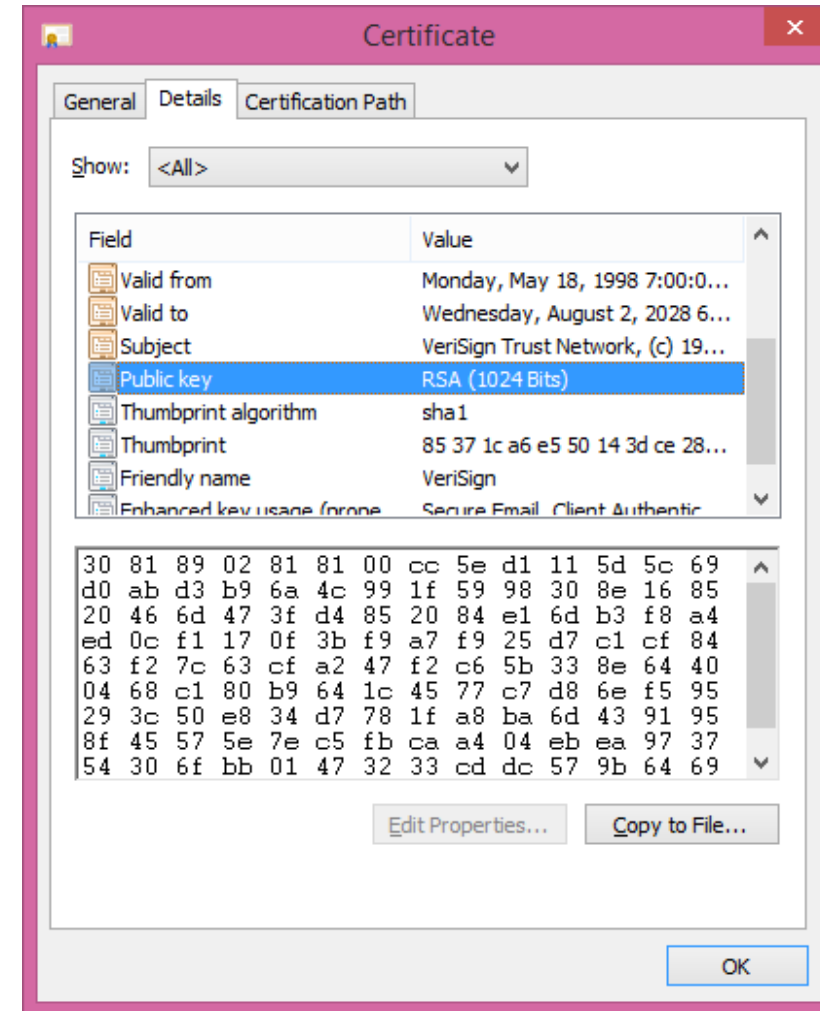 Certificate
General Details Certification Path
Show: <All>
Field Value
Valid from Monday, May 18, 1998 7:00:0...
Valid to Wednesday, August 2, 2028 6...
Subject VeriSign Trust Network, (c) 19...
Public key RSA (1024 Bits)
Thumbprint algorithm sha1
Thumbprint 85 37 1c a6 e5 50 14 3d ce 28...
Friendly name VeriSign
Enhanced key usage (prope Secure Email, Client Authentic
30 81 89 02 81 81 00 cc 5e d1 11 5d 5c 69
d0 ab d3 b9 6a 4c 99 1f 59 98 30 8e 16 85
20 46 6d 47 3f d4 85 20 84 e1 6d b3 f8 a4
ed 0c f1 17 0f 3b f9 a7 f9 25 d7 c1 cf 84
63 f2 7c 63 cf a2 47 f2 c6 5b 33 8e 64 40
04 68 c1 80 b9 64 1c 45 77 c7 d8 6e f5 95
29 3c 50 e8 34 d7 78 1f a8 ba 6d 43 91 95
8f 45 57 5e 7e c5 fb ca a4 04 eb ea 97 37
54 30 6f bb 01 47 32 33 cd dc 57 9b 64 69
Edit Properties... Copy to File...
OK